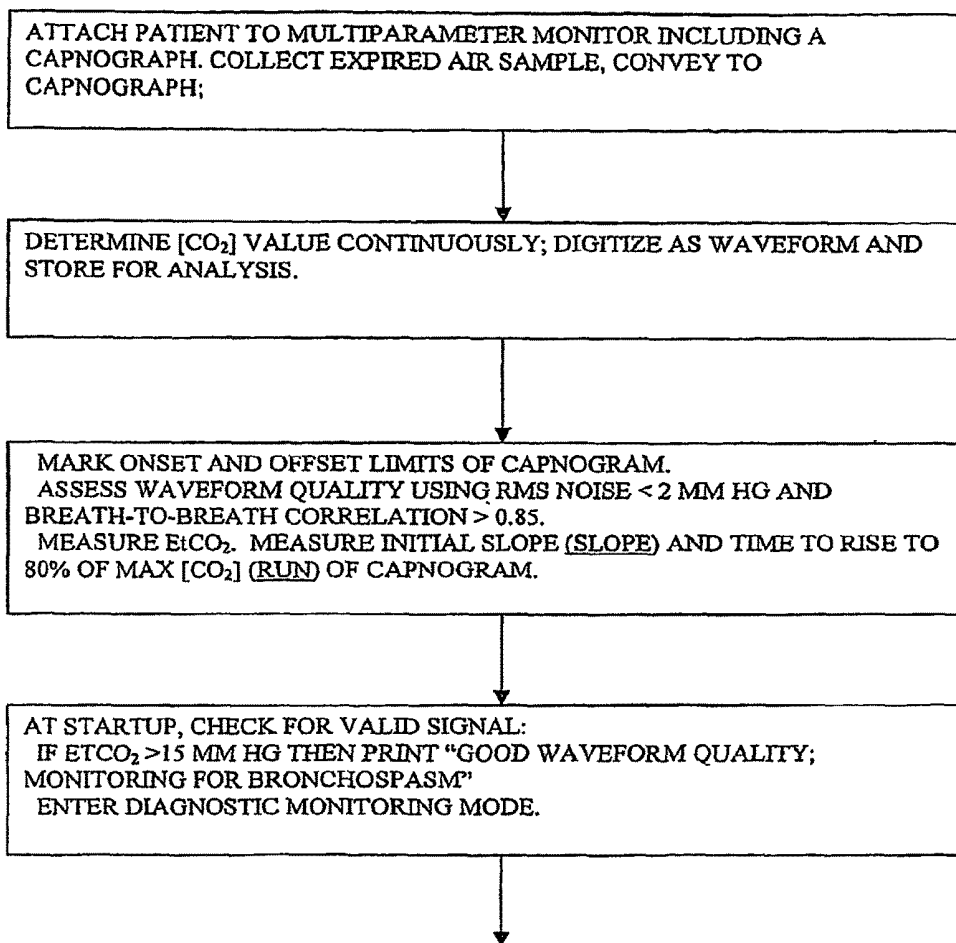 ATTACH PATIENT TO MULTIPARAMETER MONITOR INCLUDING A
CAPNOGRAPH. COLLECT EXPIRED AIR SAMPLE, CONVEY TO
CAPNOGRAPH;
DETERMINE [CO₂] VALUE CONTINUOUSLY; DIGITIZE AS WAVEFORM AND
STORE FOR ANALYSIS.
MARK ONSET AND OFFSET LIMITS OF CAPNOGRAM.
ASSESS WAVEFORM QUALITY USING RMS NOISE < 2 MM HG AND
BREATH-TO-BREATH CORRELATION > 0.85.
MEASURE EtCO₂. MEASURE INITIAL SLOPE (SLOPE) AND TIME TO RISE TO
80% OF MAX [CO₂] (RUN) OF CAPNOGRAM.
AT STARTUP, CHECK FOR VALID SIGNAL:
IF ETCO₂ >15 MM HG THEN PRINT “GOOD WAVEFORM QUALITY;
MONITORING FOR BRONCHOSPASM”
ENTER DIAGNOSTIC MONITORING MODE.